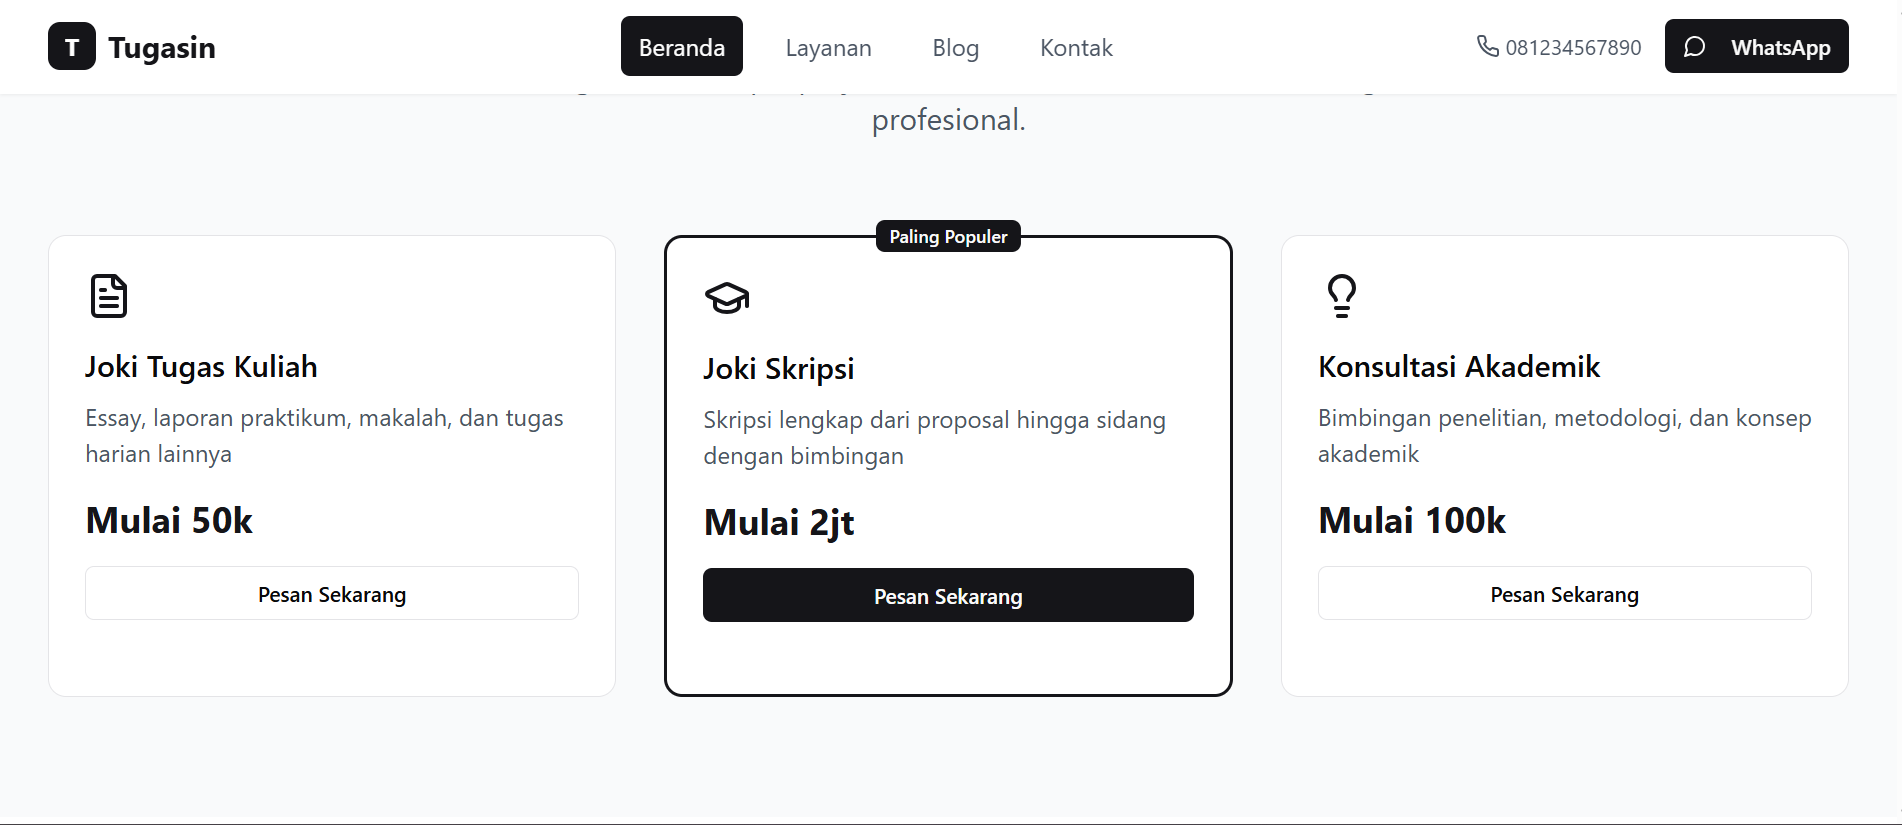 T Tugasin
Beranda
Layanan
Blog
Kontak
081234567890
WhatsApp
profesional.
Joki Tugas Kuliah
Essay, laporan praktikum, makalah, dan tugas
harian lainnya
Mulai 50k
Pesan Sekarang
Paling Populer
Joki Skripsi
Skripsi lengkap dari proposal hingga sidang
dengan bimbingan
Mulai 2jt
Pesan Sekarang
Konsultasi Akademik
Bimbingan penelitian, metodologi, dan konsep
akademik
Mulai 100k
Pesan Sekarang